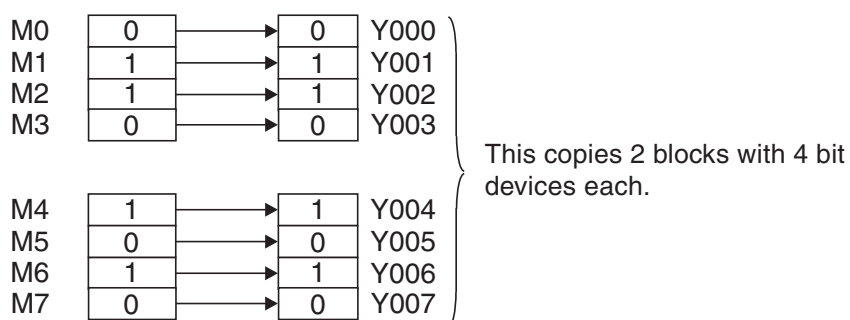 M0 0 0 Y000
M1 1 1 Y001
M2 1 1 Y002
M3 0 0 Y003
This copies 2 blocks with 4 bit
devices each.
M4 1 1 Y004
M5 0 0 Y005
M6 1 1 Y006
M7 0 0 Y007